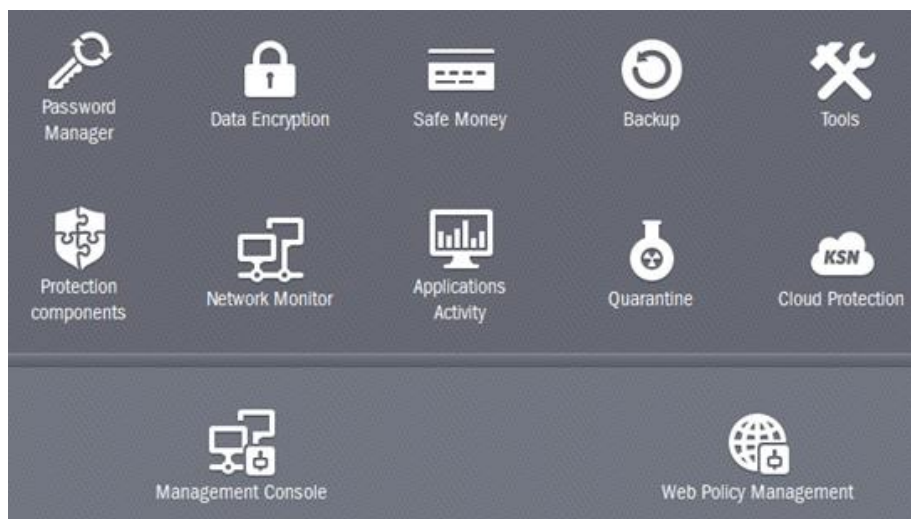 Password
Manager
Data Encryption
Safe Money
Backup
Tools
Protection
components
Network Monitor
Applications
Activity
Quarantine
KSN
Cloud Protection
Management Console
Web Policy Management